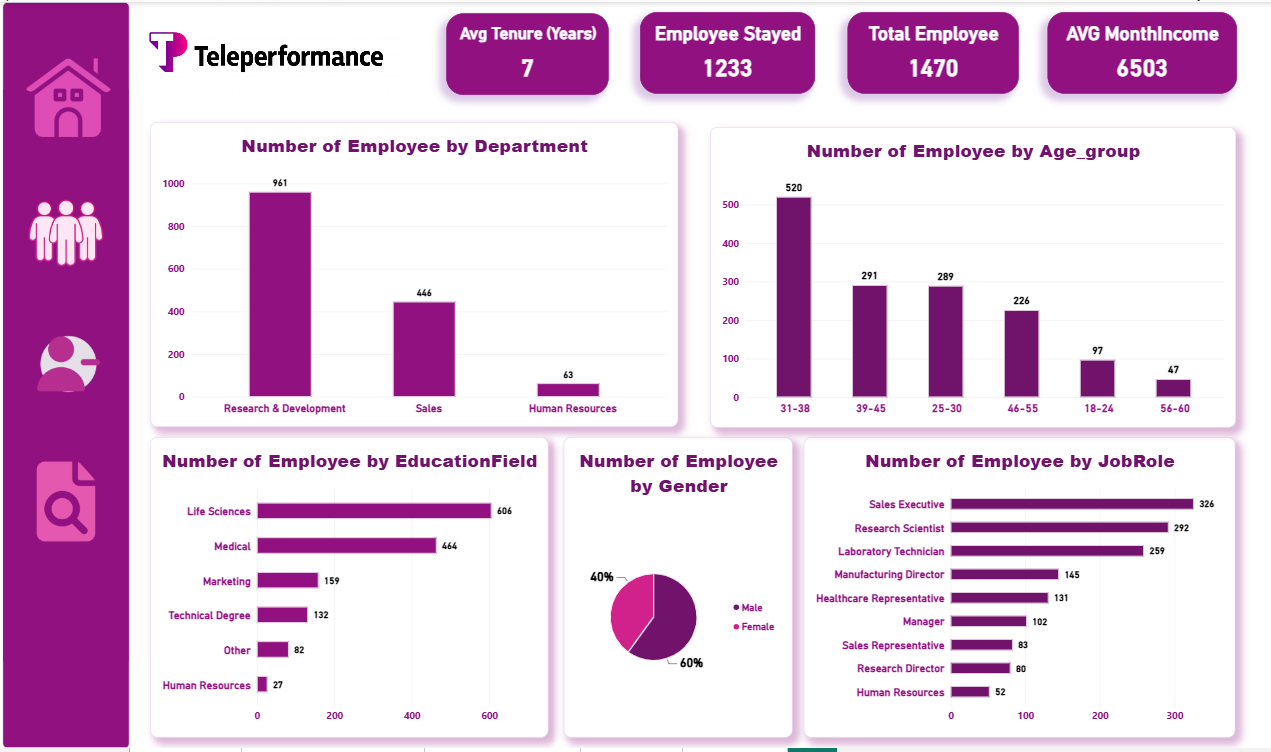 Teleperformance
Avg Tenure (Years)
7
Employee Stayed
1233
Total Employee
1470
AVG MonthIncome
6503
Number of Employee by Department
1000
800
600
400
200
0
961
446
63
Research & Development
Sales
Human Resources
Number of Employee by Age_group
500
400
300
200
100
0
520
291
289
226
97
47
31-38
39-45
25-30
46-55
18-24
56-60
Number of Employee by EducationField
Life Sciences 606
Medical 464
Marketing 159
Technical Degree 132
Other 82
Human Resources 27
0 200 400 600
Number of Employee
by Gender
40%
60%
Male
Female
Number of Employee by JobRole
Sales Executive 326
Research Scientist 292
Laboratory Technician 259
Manufacturing Director 145
Healthcare Representative 131
Manager 102
Sales Representative 83
Research Director 80
Human Resources 52
0 100 200 300